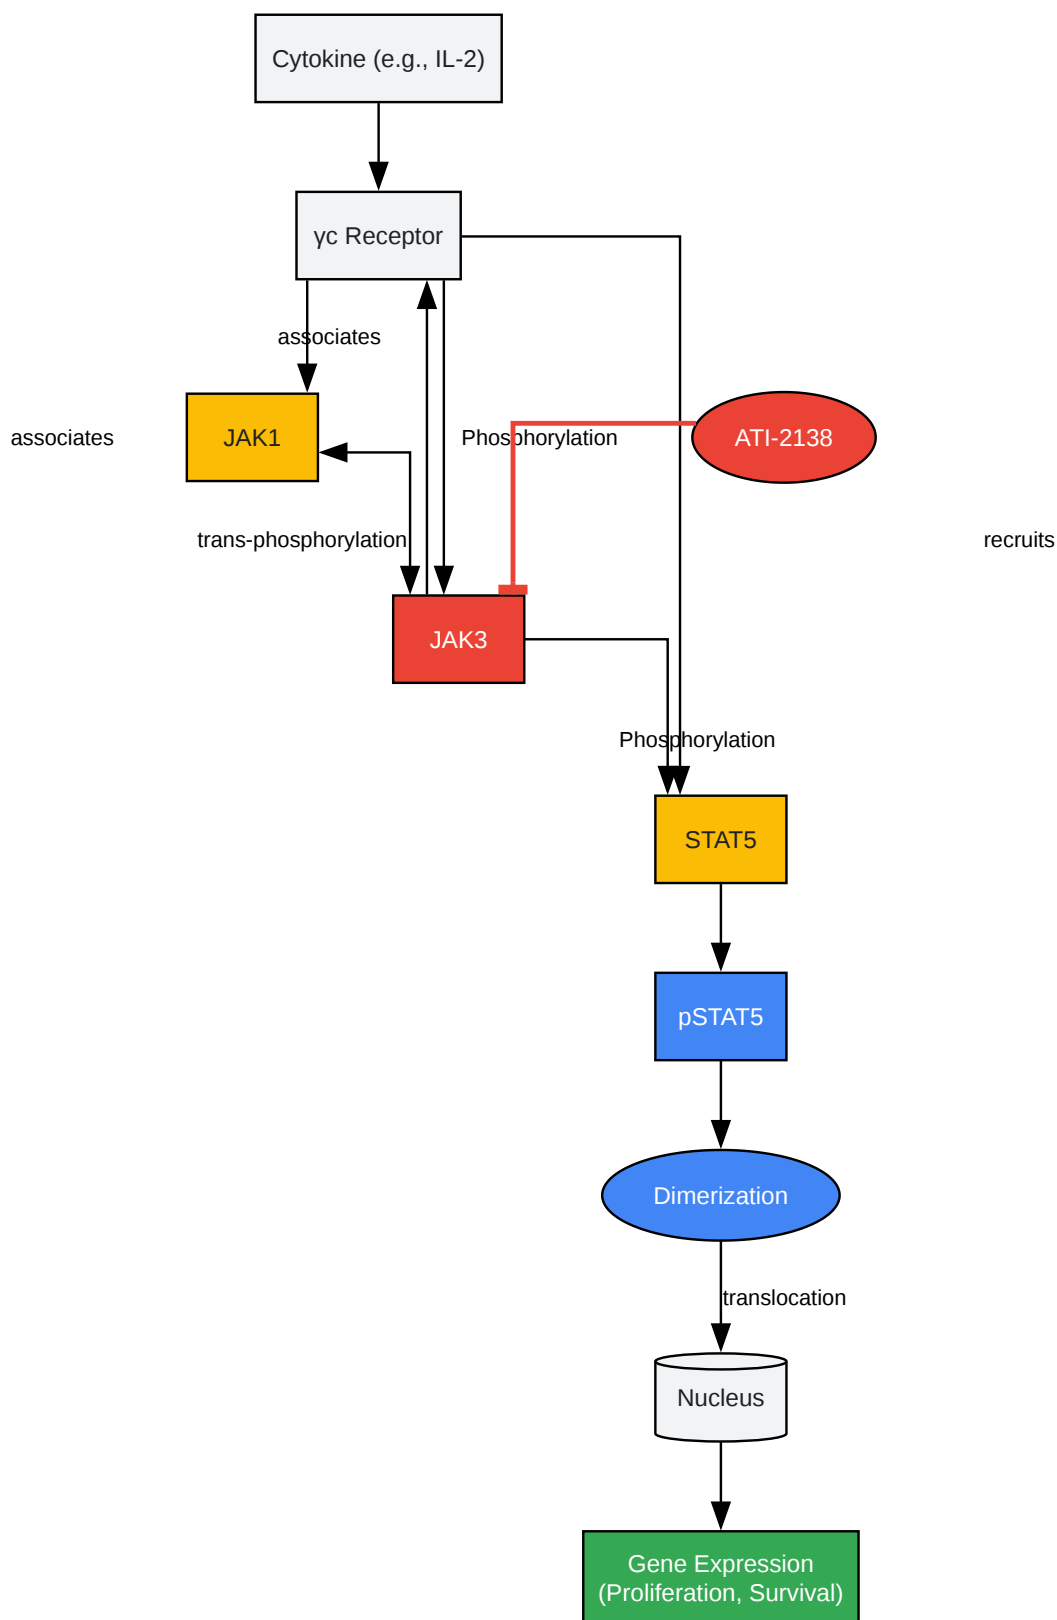 Cytokine (e.g., IL-2)
γc Receptor
associates
JAK1
associates
Phosphorylation
ATI-2138
trans-phosphorylation
recruits
JAK3
Phosphorylation
STAT5
pSTAT5
Dimerization
translocation
Nucleus
Gene Expression
(Proliferation, Survival)